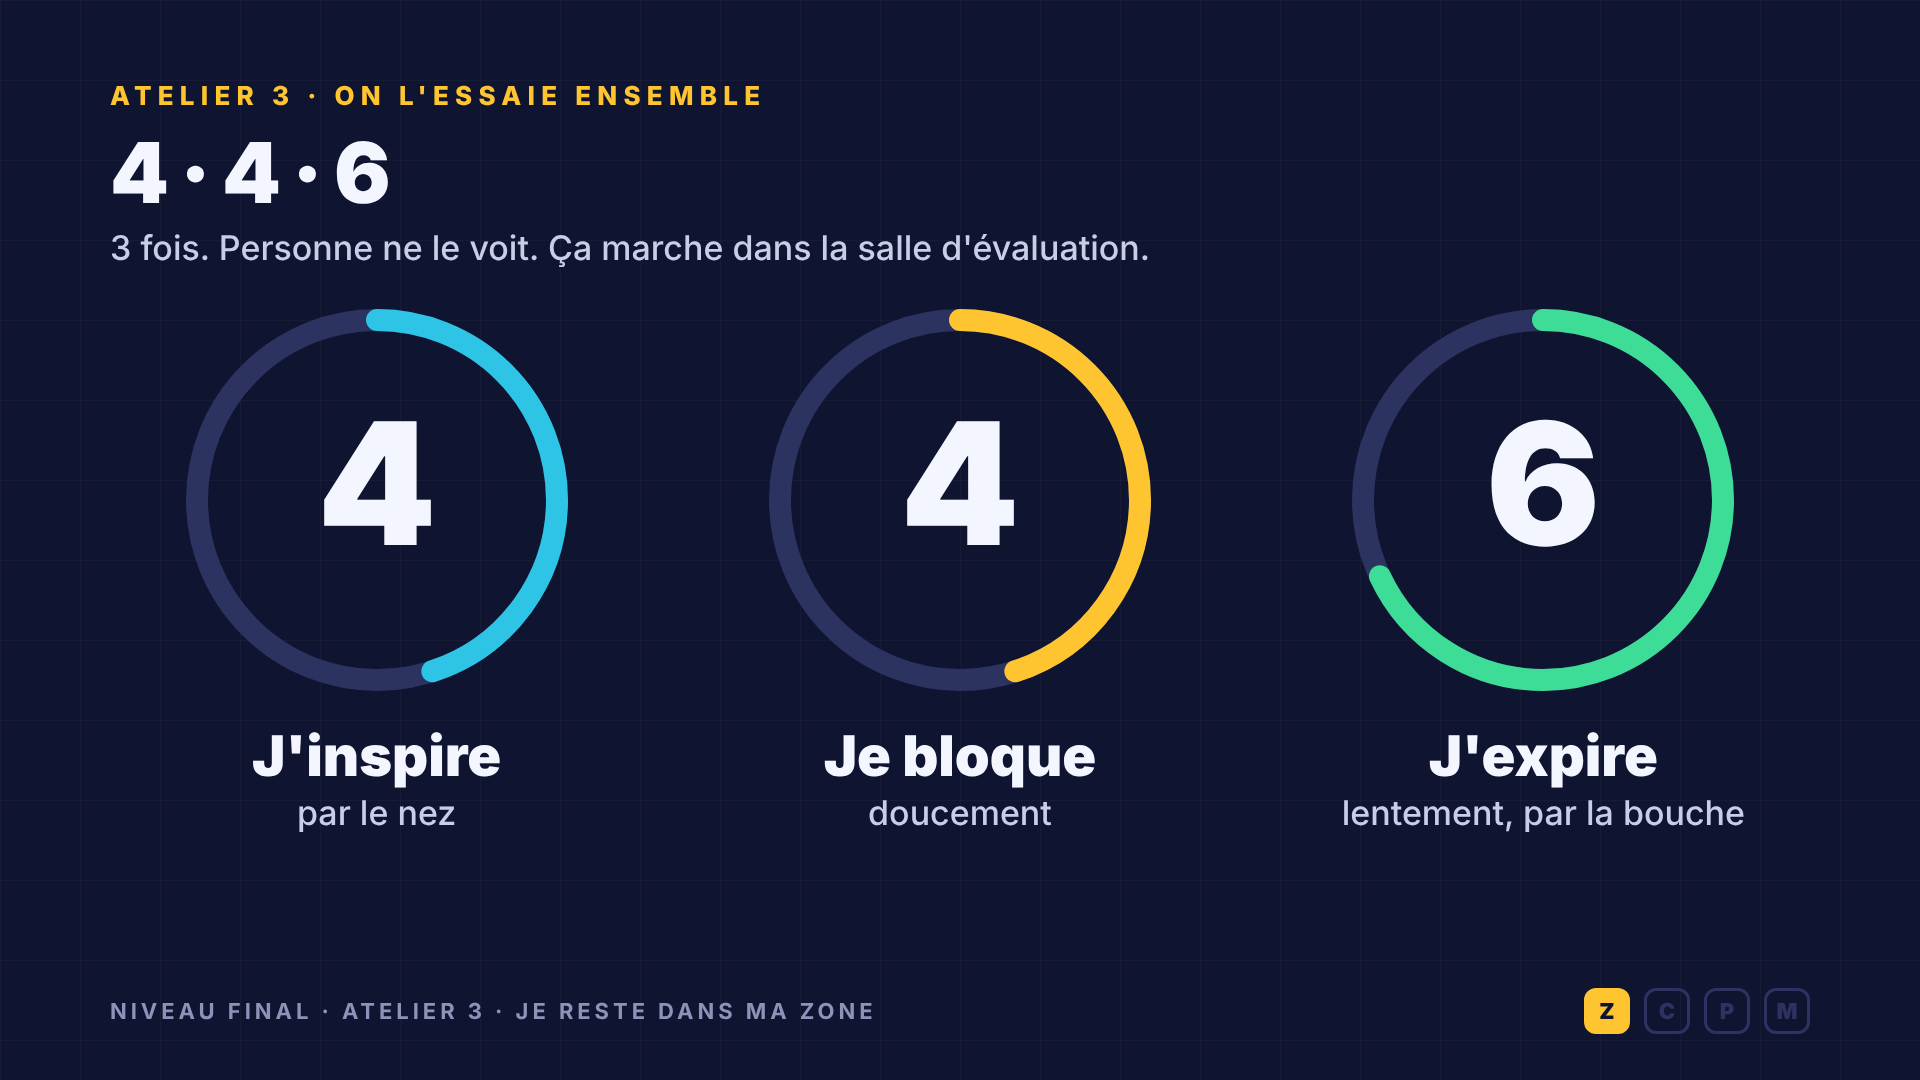 ATELIER 3 · ON L'ESSAIE ENSEMBLE
4·4·6
3 fois. Personne ne le voit. Ça marche dans la salle d'évaluation.
4
4
6
J'inspire
Je bloque
J'expire
par le nez
doucement
lentement, par la bouche
NIVEAU FINAL · ATELIER 3 · JE RESTE DANS MA ZONE
Z C P M